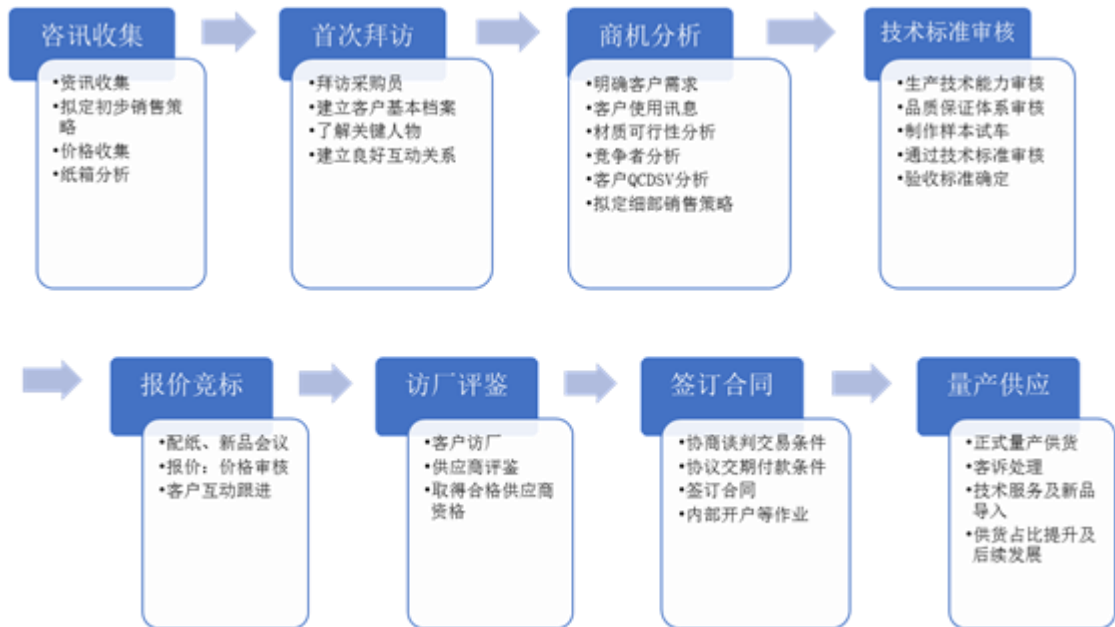 咨讯收集
•资讯收集
•拟定初步销售策
略
•价格收集
•纸箱分析
首次拜访
•拜访采购员
•建立客户基本档案
•了解关键人物
•建立良好互动关系
商机分析
•明确客户需求
•客户使用讯息
•材质可行性分析
•竞争者分析
•客户QCDSV分析
•拟定细部销售策略
技术标准审核
•生产技术能力审核
•品质保证体系审核
•制作样本试车
•通过技术标准审核
•验收标准确定
报价竞标
•配纸、新品会议
•报价：价格审核
•客户互动跟进
访厂评鉴
•客户访厂
•供应商评鉴
•取得合格供应商
资格
签订合同
•协商谈判交易条件
•协议交期付款条件
•签订合同
•内部开户等作业
量产供应
•正式量产供货
•客诉处理
•技术服务及新品
导入
•供货占比提升及
后续发展